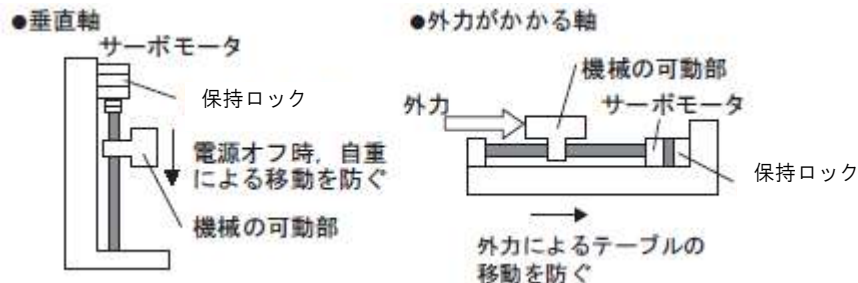 ●垂直軸
サーボモータ
保持ロック
電源オフ時，自重
による移動を防ぐ
機械の可動部
●外力がかかる軸
機械の可動部
外力
サーボモータ
保持ロック
外力によるテーブルの
移動を防ぐ